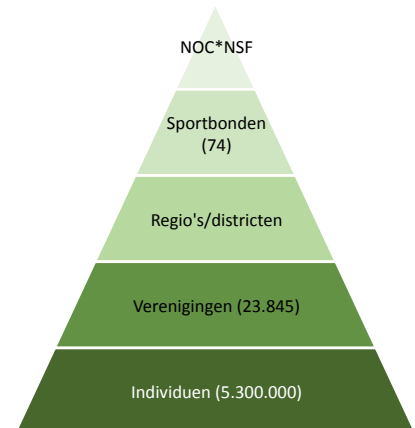 NOC*NSF
Sportbonden
(74)
Regio's/districten
Verenigingen (23.845)
Individuen (5.300.000)